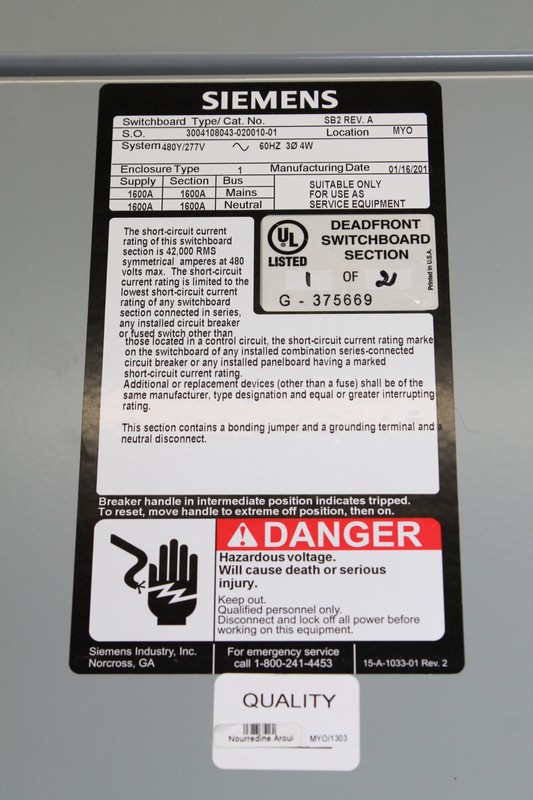 SIEMENS
Switchboard Type/ Cat. No. SB2 REV. A
S.O. 3004108043-020010-01 Location MYO
System 480Y/277V ∿ 60HZ 3Ø 4W
Enclosure Type 1 Manufacturing Date 01/16/201
Supply Section Bus
1600A 1600A Mains
1600A 1600A Neutral
SUITABLE ONLY
FOR USE AS
SERVICE EQUIPMENT
The short-circuit current
rating of this switchboard
section is 42,000 RMS
symmetrical amperes at 480
volts max. The short-circuit
current rating is limited to the
lowest short-circuit current
rating of any switchboard
section connected in series,
any installed circuit breaker
or fused switch other than
those located in a control circuit, the short-circuit current rating marke
on the switchboard of any installed combination series-connected
circuit breaker or any installed panelboard having a marked
short-circuit current rating.
Additional or replacement devices (other than a fuse) shall be of the
same manufacturer, type designation and equal or greater interrupting
rating.
This section contains a bonding jumper and a grounding terminal and a
neutral disconnect.
UL
LISTED
DEADFRONT
SWITCHBOARD
SECTION
1 OF 2
G - 375669
Printed in U.S.A.
Breaker handle in intermediate position indicates tripped.
To reset, move handle to extreme off position, then on.
DANGER
Hazardous voltage.
Will cause death or serious
injury.
Keep out.
Qualified personnel only.
Disconnect and lock off all power before
working on this equipment.
Siemens Industry, Inc.
Norcross, GA
For emergency service
call 1-800-241-4453
15-A-1033-01 Rev. 2
QUALITY
Nourredine Aroui MYO/1303